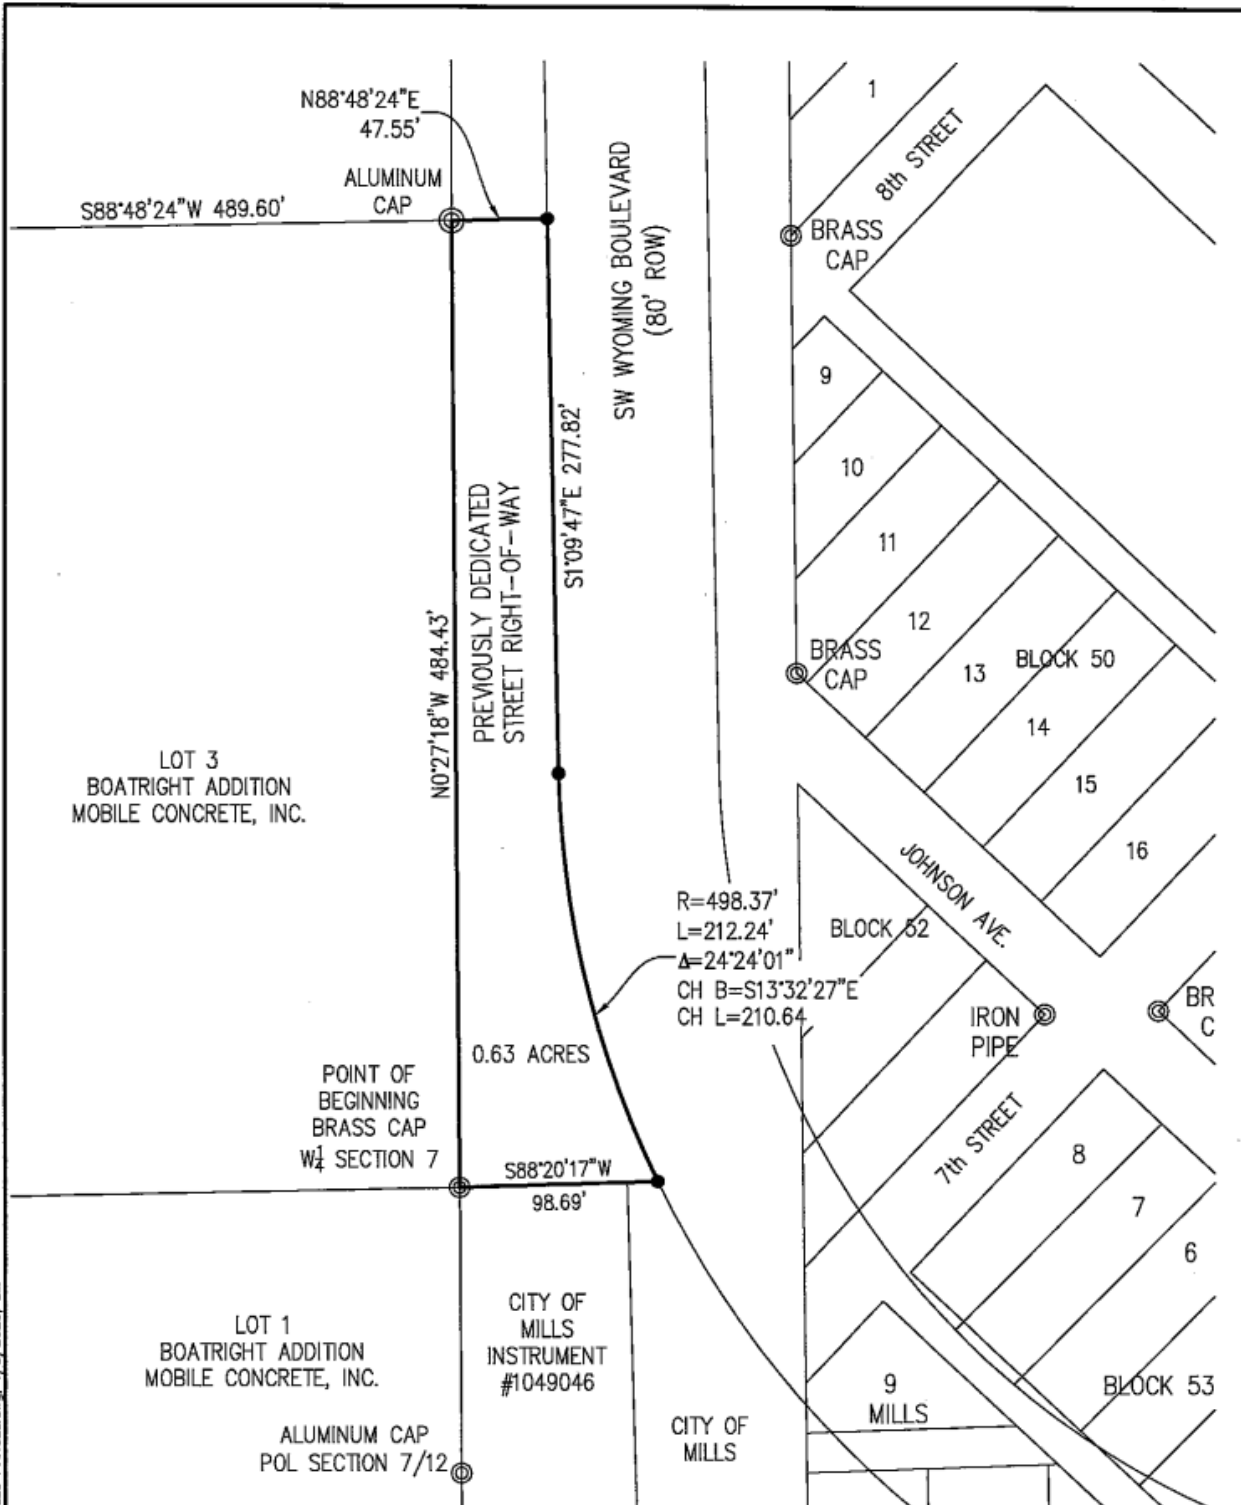 N88°48'24"E
47.55'
1
8th STREET
ALUMINUM
CAP
S88°48'24"W 489.60'
BRASS
CAP
SW WYOMING BOULEVARD
(80' ROW)
9
10
11
12
13
BLOCK 50
14
15
16
S1°09'47"E 277.82'
PREVIOUSLY DEDICATED
STREET RIGHT-OF-WAY
N0°27'18"W 484.43'
BRASS
CAP
LOT 3
BOATRIGHT ADDITION
MOBILE CONCRETE, INC.
JOHNSON AVE.
R=498.37'
L=212.24'
Δ=24°24'01"
CH B=S13°32'27"E
CH L=210.64
BLOCK 52
IRON
PIPE
BR
C
0.63 ACRES
POINT OF
BEGINNING
BRASS CAP
W¼ SECTION 7
7th STREET
8
7
6
S88°20'17"W
98.69'
CITY OF
MILLS
INSTRUMENT
#1049046
LOT 1
BOATRIGHT ADDITION
MOBILE CONCRETE, INC.
9
MILLS
BLOCK 53
CITY OF
MILLS
ALUMINUM CAP
POL SECTION 7/12